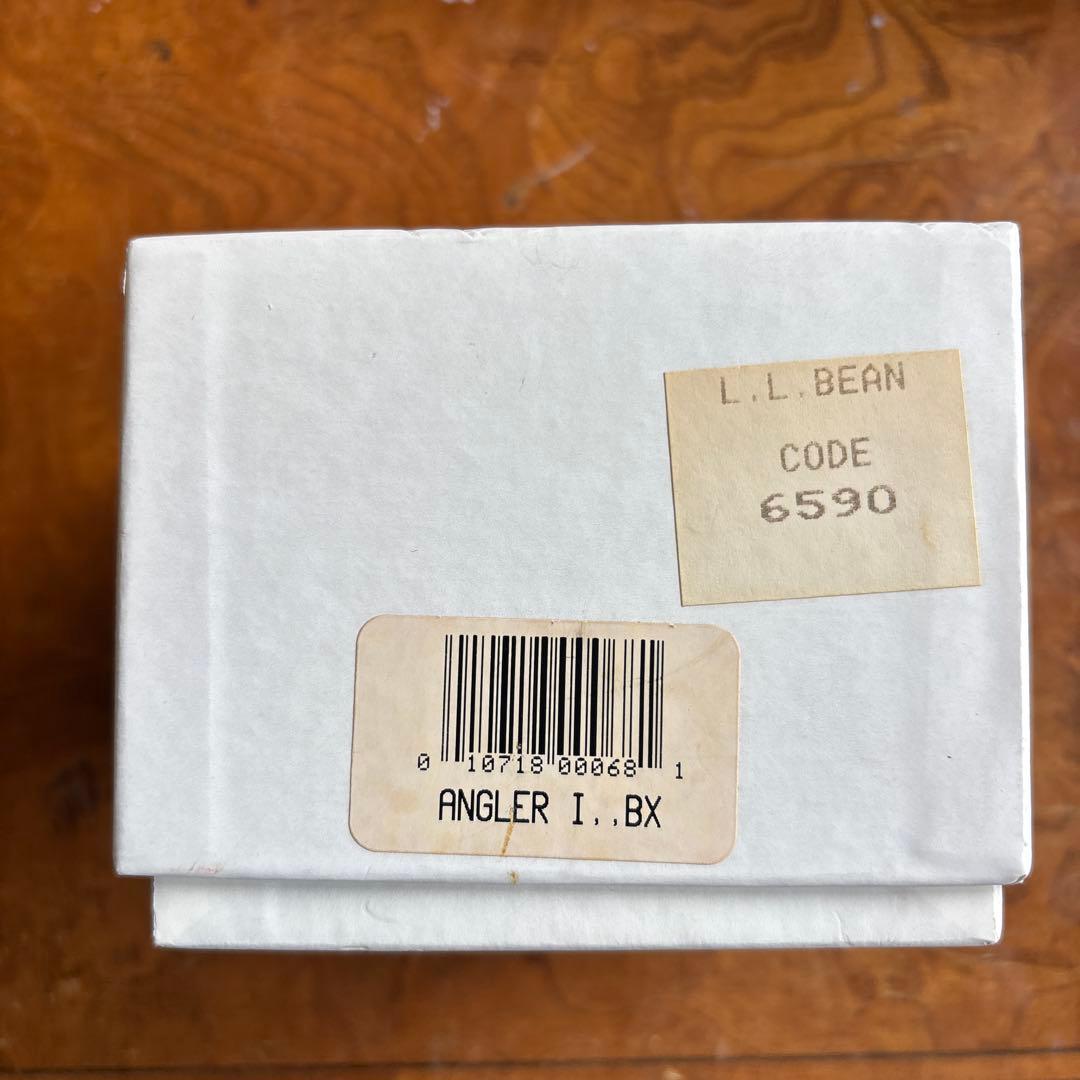 L.L.BEAN
CODE
6590
0 10718 00068 1
ANGLER I,,BX